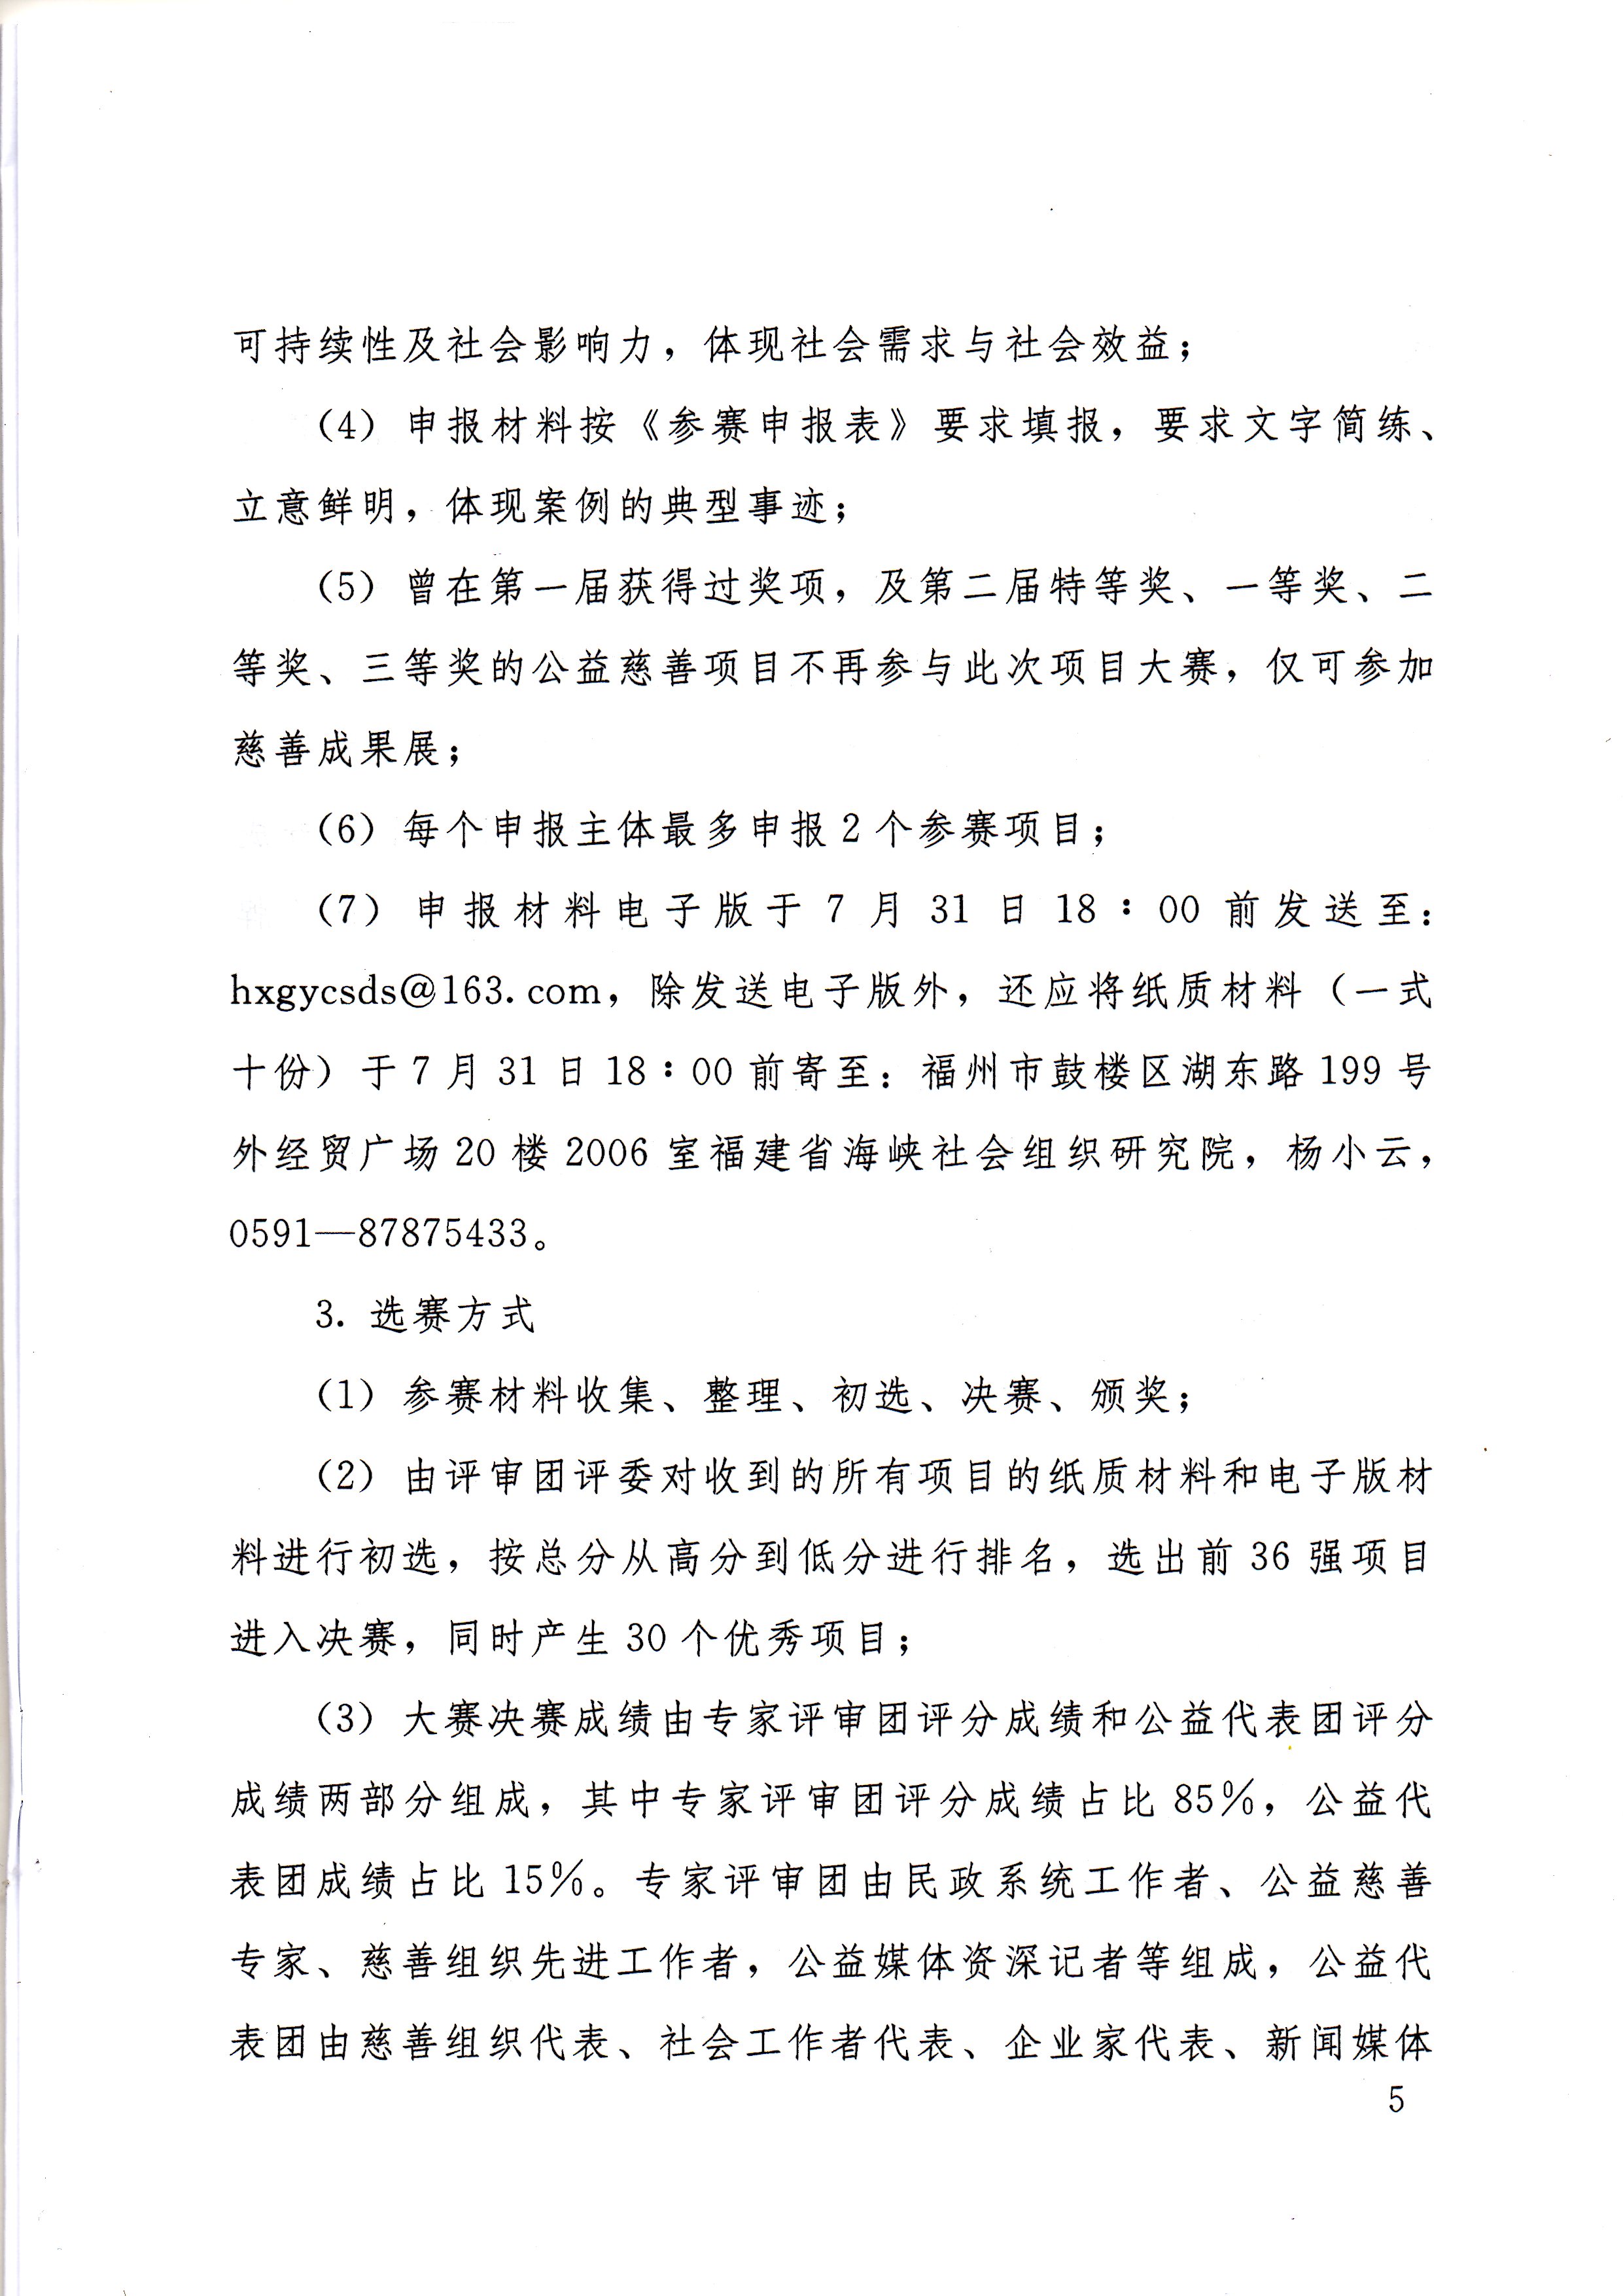 可持续性及社会影响力，体现社会需求与社会效益；
（4）申报材料按《参赛申报表》要求填报，要求文字简练、
立意鲜明，体现案例的典型事迹；
（5）曾在第一届获得过奖项，及第二届特等奖、一等奖、二
等奖、三等奖的公益慈善项目不再参与此次项目大赛，仅可参加
慈善成果展；
（6）每个申报主体最多申报2个参赛项目；
（7）申报材料电子版于7月31日18：00前发送至：
hxgycsds@163.com，除发送电子版外，还应将纸质材料（一式
十份）于7月31日18：00前寄至：福州市鼓楼区湖东路199号
外经贸广场20楼2006室福建省海峡社会组织研究院，杨小云，
0591—87875433。
3. 选赛方式
（1）参赛材料收集、整理、初选、决赛、颁奖；
（2）由评审团评委对收到的所有项目的纸质材料和电子版材
料进行初选，按总分从高分到低分进行排名，选出前36强项目
进入决赛，同时产生30个优秀项目；
（3）大赛决赛成绩由专家评审团评分成绩和公益代表团评分
成绩两部分组成，其中专家评审团评分成绩占比85%，公益代
表团成绩占比15%。专家评审团由民政系统工作者、公益慈善
专家、慈善组织先进工作者，公益媒体资深记者等组成，公益代
表团由慈善组织代表、社会工作者代表、企业家代表、新闻媒体
5